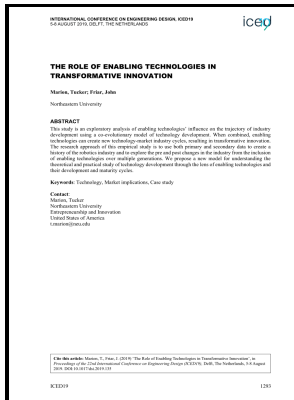 INTERNATIONAL CONFERENCE ON ENGINEERING DESIGN, ICED19
5-8 AUGUST 2019, DELFT, THE NETHERLANDS
iced
THE ROLE OF ENABLING TECHNOLOGIES IN
TRANSFORMATIVE INNOVATION
Marion, Tucker; Friar, John
Northeastern University
ABSTRACT
This study is an exploratory analysis of enabling technologies' influence on the trajectory of industry
development using a co-evolutionary model of technology development. When combined, enabling
technologies can create new technology-market industry cycles, resulting in transformative innovation.
The research approach of this empirical study is to use both primary and secondary data to create a
history of the robotics industry and to explore the pre and post changes in the industry from the inclusion
of enabling technologies over multiple generations. We propose a new model for understanding the
theoretical and practical study of technology development through the lens of enabling technologies and
their development and maturity cycles.
Keywords: Technology, Market implications, Case study
Contact:
Marion, Tucker
Northeastern University
Entrepreneurship and Innovation
United States of America
t.marion@neu.edu
Cite this article: Marion, T., Friar, J. (2019) 'The Role of Enabling Technologies in Transformative Innovation', in
Proceedings of the 22nd International Conference on Engineering Design (ICED19), Delft, The Netherlands, 5-8 August
2019. DOI:10.1017/dsi.2019.135
ICED19
1293